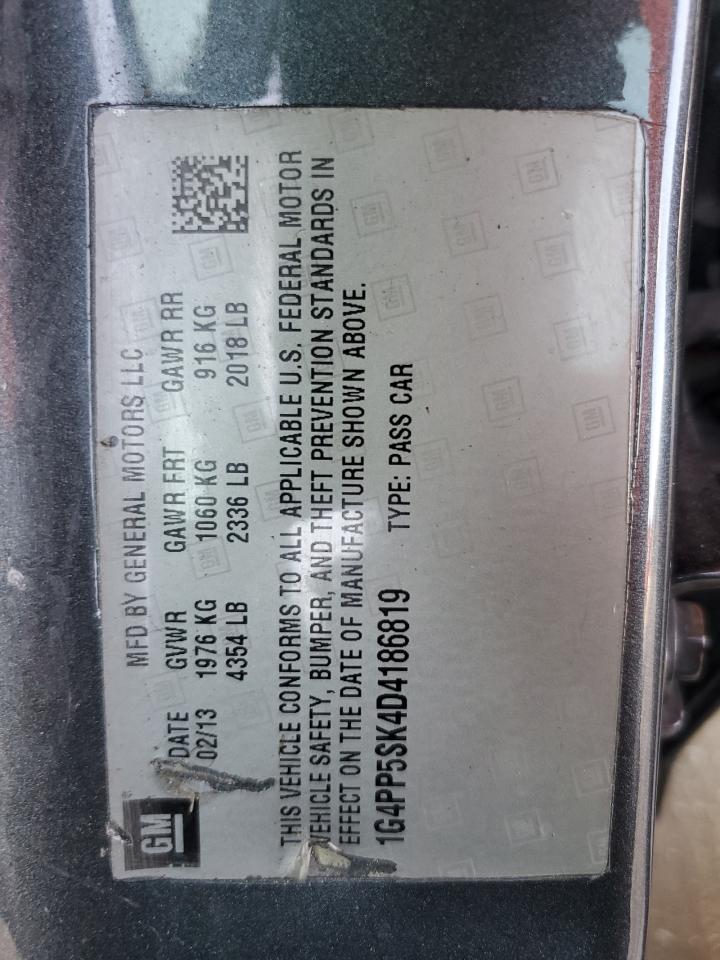 GM
MFD BY GENERAL MOTORS LLC
DATE GVWR GAWR FRT GAWR RR
02/13 1976 KG 1060 KG 916 KG
4354 LB 2336 LB 2018 LB
THIS VEHICLE CONFORMS TO ALL APPLICABLE U.S. FEDERAL MOTOR
VEHICLE SAFETY, BUMPER, AND THEFT PREVENTION STANDARDS IN
EFFECT ON THE DATE OF MANUFACTURE SHOWN ABOVE.
1G4PP5SK4D4186819 TYPE: PASS CAR